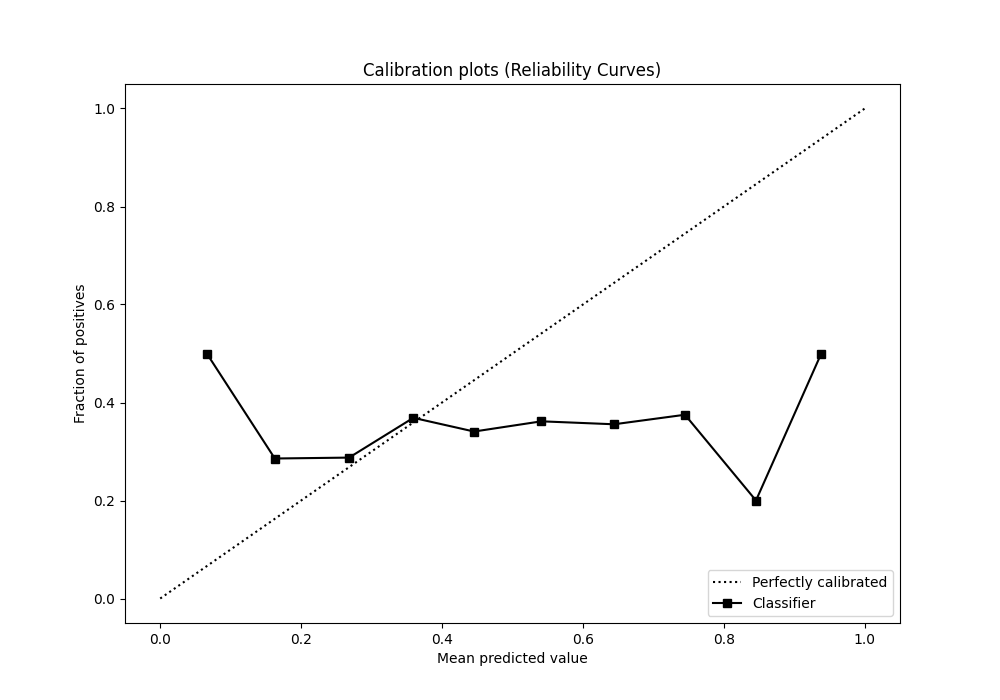 Calibration plots (Reliability Curves)
1.0
0.8
0.6
0.4
0.2
0.0
Fraction of positives
0.0 0.2 0.4 0.6 0.8 1.0
Mean predicted value
Perfectly calibrated
Classifier